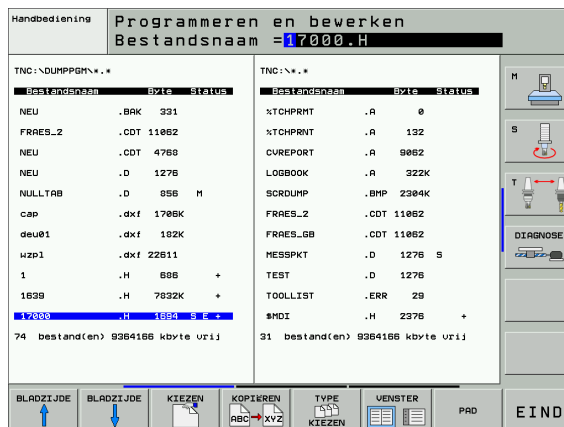 Handbediening
Programmeren en bewerken
Bestandsnaam =17000.H
TNC:\DUMPPGM\*.*
Bestandsnaam Byte Status
NEU .BAK 331
FRAES_2 .CDT 11062
NEU .CDT 4768
NEU .D 1276
NULLTAB .D 856 M
cap .dxf 1706K
deu01 .dxf 182K
wzpl .dxf 22611
1 .H 686 +
1639 .H 7832K +
17000 .H 1694 S E +
74 bestand(en) 9364166 kbyte vrij
TNC:\*.*
Bestandsnaam Byte Status
%TCHPRMT .A 0
%TCHPRNT .A 132
CVREPORT .A 9062
LOGBOOK .A 322K
SCRDUMP .BMP 2304K
FRAES_2 .CDT 11062
FRAES_GB .CDT 11062
MESSPKT .D 1276 S
TEST .D 1276
TOOLLIST .ERR 29
$MDI .H 2376 +
31 bestand(en) 9364166 kbyte vrij
M
S
T
DIAGNOSE
BLADZIJDE
BLADZIJDE
KIEZEN
KOPIËREN
ABC
XYZ
TYPE
KIEZEN
VENSTER
PAD
EIND